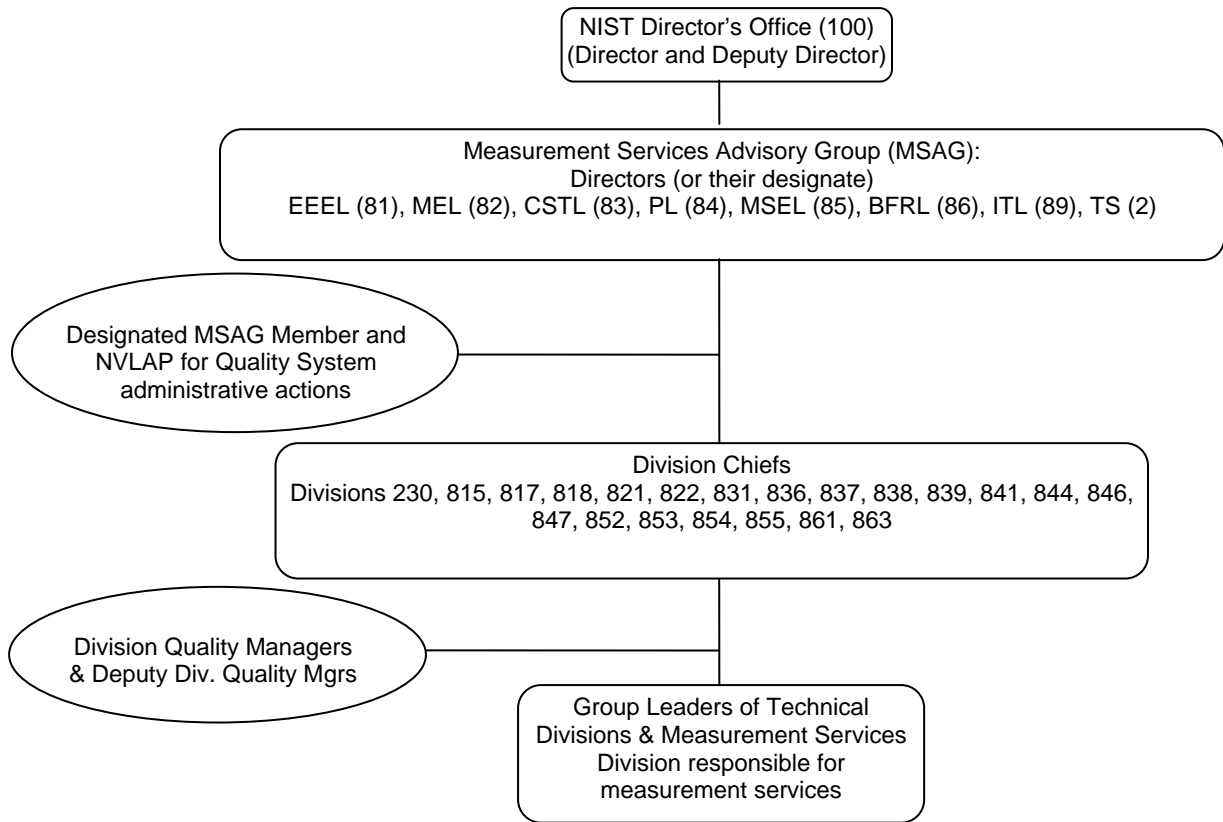 NIST Director’s Office (100)
(Director and Deputy Director)
Measurement Services Advisory Group (MSAG):
Directors (or their designate)
EEEL (81), MEL (82), CSTL (83), PL (84), MSEL (85), BFRL (86), ITL (89), TS (2)
Designated MSAG Member and
NVLAP for Quality System
administrative actions
Division Chiefs
Divisions 230, 815, 817, 818, 821, 822, 831, 836, 837, 838, 839, 841, 844, 846,
847, 852, 853, 854, 855, 861, 863
Division Quality Managers
& Deputy Div. Quality Mgrs
Group Leaders of Technical
Divisions & Measurement Services
Division responsible for
measurement services